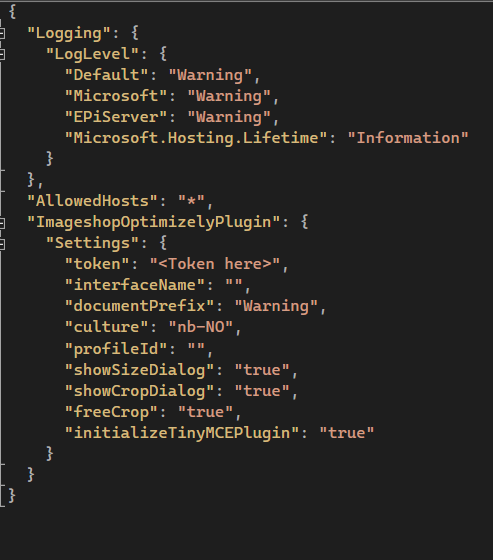 {
  "Logging": {
    "LogLevel": {
      "Default": "Warning",
      "Microsoft": "Warning",
      "EPiServer": "Warning",
      "Microsoft.Hosting.Lifetime": "Information"
    }
  },
  "AllowedHosts": "*",
  "ImageshopOptimizelyPlugin": {
    "Settings": {
      "token": "<Token here>",
      "interfaceName": "",
      "documentPrefix": "Warning",
      "culture": "nb-NO",
      "profileId": "",
      "showSizeDialog": "true",
      "showCropDialog": "true",
      "freeCrop": "true",
      "initializeTinyMCEPlugin": "true"
    }
  }
}